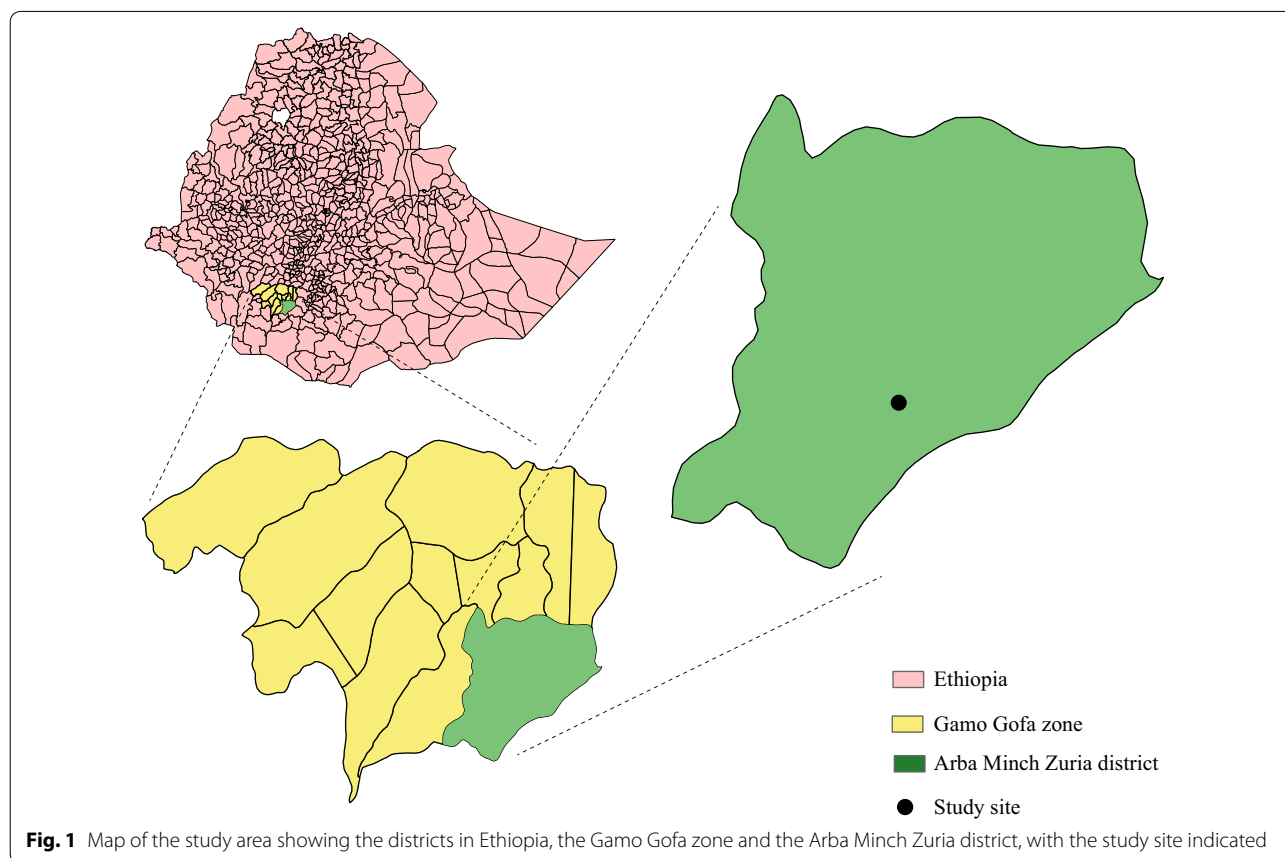 Ethiopia
Gamo Gofa zone
Arba Minch Zuria district
Study site
Fig. 1 Map of the study area showing the districts in Ethiopia, the Gamo Gofa zone and the Arba Minch Zuria district, with the study site indicated